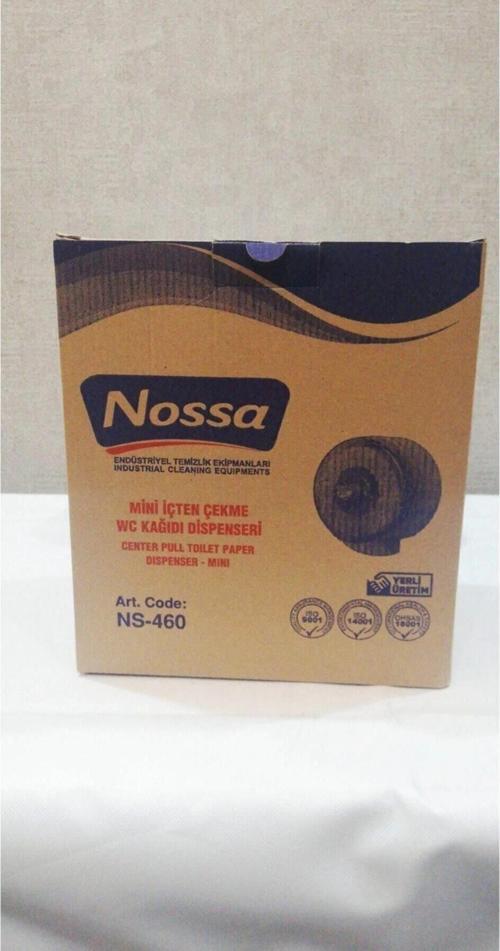 Nossa
ENDÜSTRİYEL TEMİZLİK EKİPMANLARI
INDUSTRIAL CLEANING EQUIPMENTS
MİNİ İÇTEN ÇEKME
WC KAĞIDI DİSPENSERİ
CENTER PULL TOILET PAPER
DISPENSER - MINI
Art. Code:
NS-460
YERLİ
ÜRETİM
ISO
9001
ISO
14001
OHSAS
18001